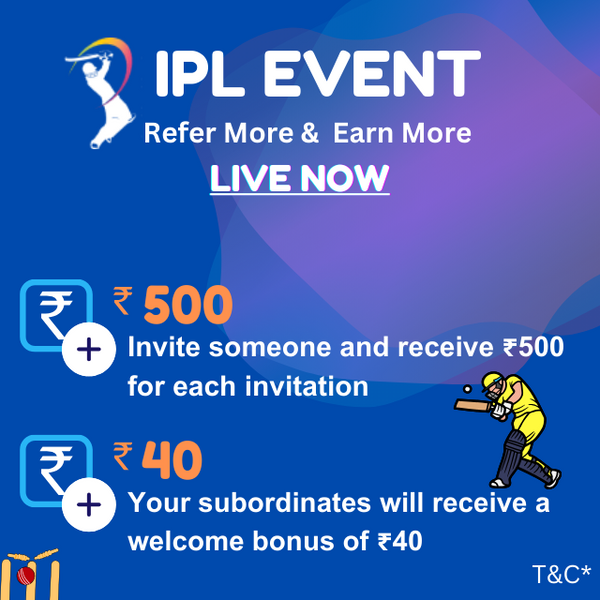 IPL EVENT
Refer More & Earn More
LIVE NOW
₹
₹ 500
Invite someone and receive ₹500
for each invitation
₹
₹ 40
Your subordinates will receive a
welcome bonus of ₹40
T&C*